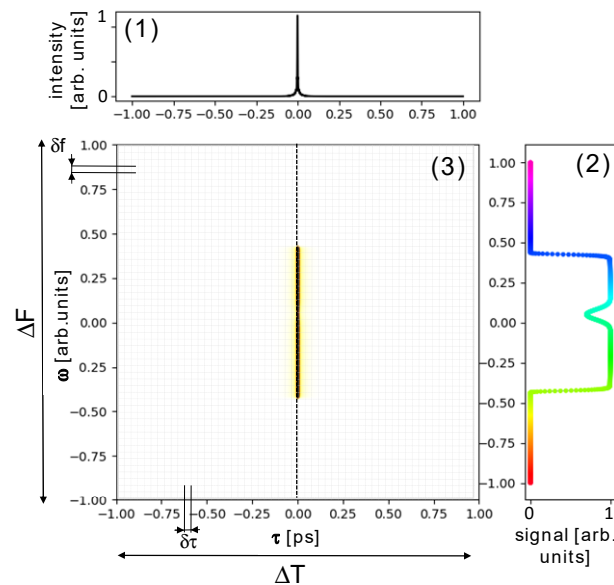 (1)
intensity
[arb. units]
1
0
−1.00 −0.75 −0.50 −0.25 0.00 0.25 0.50 0.75 1.00
ΔF
δf
ω [arb.units]
1.00
0.75
0.50
0.25
0.00
−0.25
−0.50
−0.75
−1.00
(3)
−1.00 −0.75 −0.50 −0.25 0.00 0.25 0.50 0.75 1.00
δτ
τ [ps]
ΔT
(2)
1.00
0.75
0.50
0.25
0.00
−0.25
−0.50
−0.75
−1.00
0 1
signal [arb.
units]